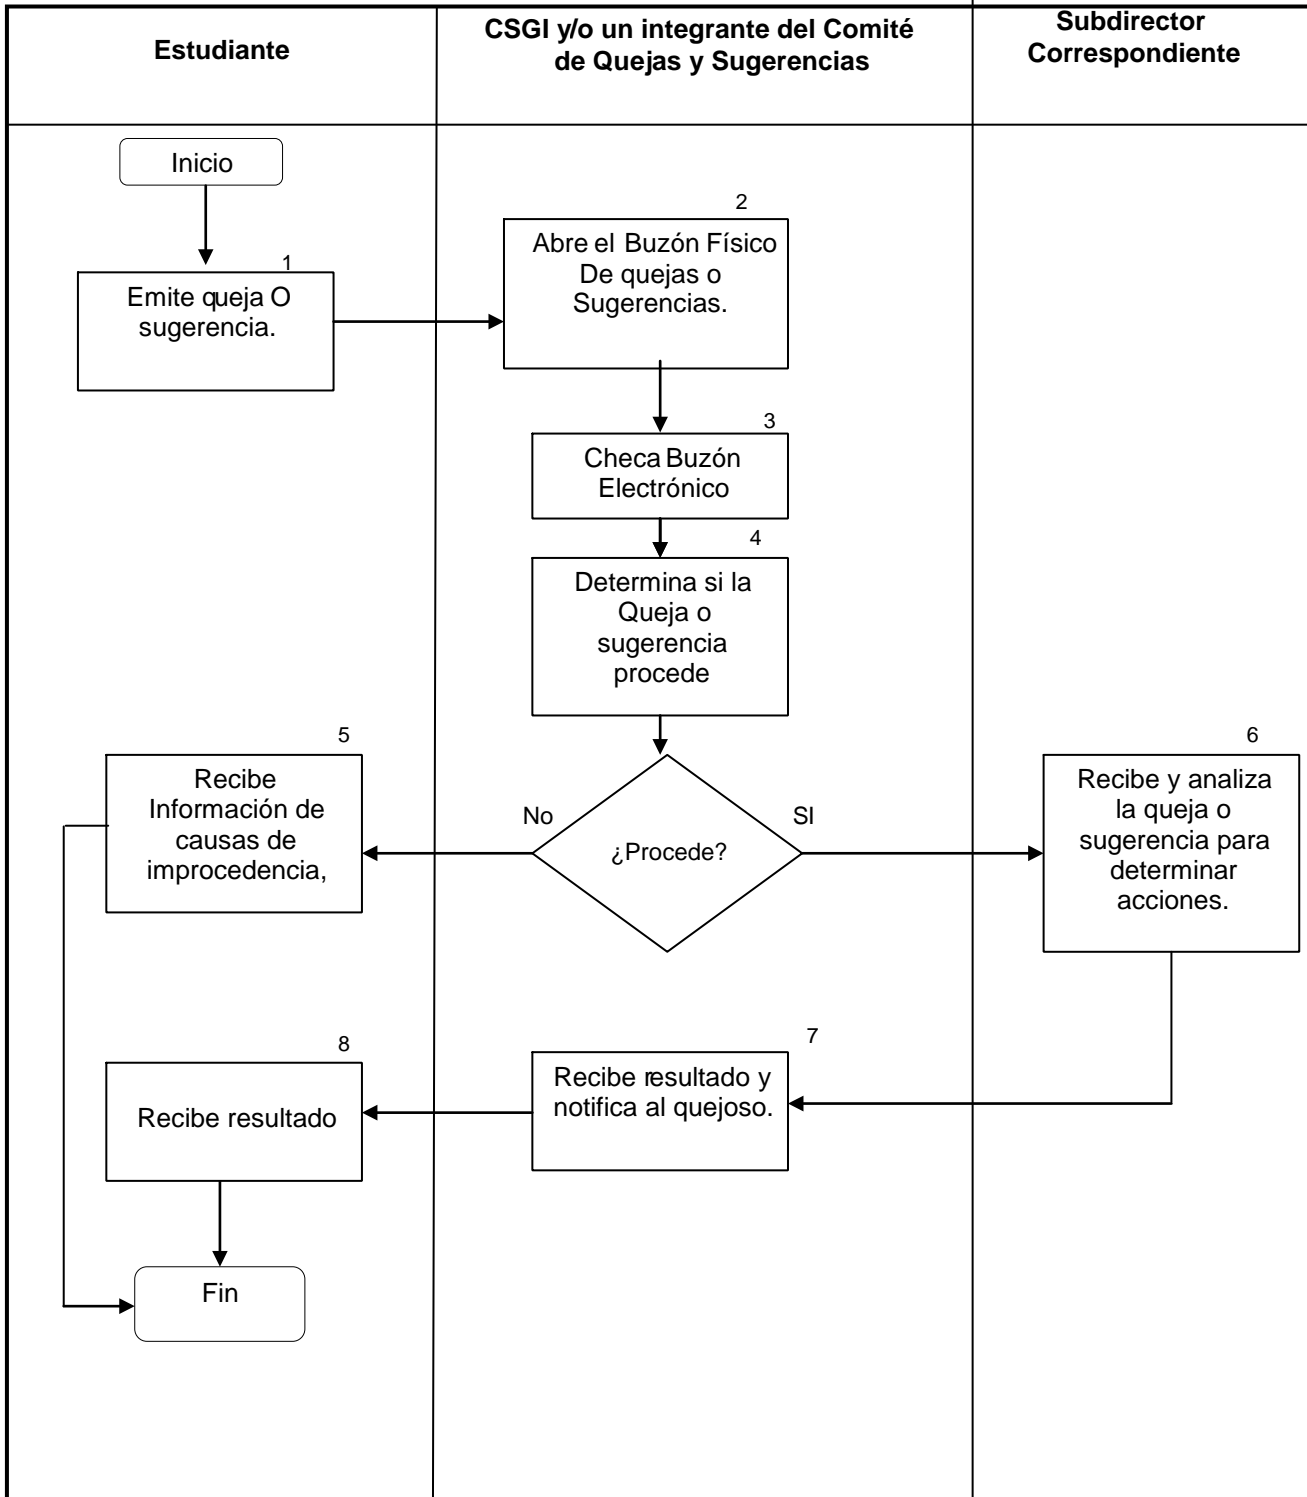 Estudiante
CSGI y/o un integrante del Comité
de Quejas y Sugerencias
Subdirector
Correspondiente
Inicio
1
Emite queja O
sugerencia.
2
Abre el Buzón Físico
De quejas o
Sugerencias.
3
Checa Buzón
Electrónico
4
Determina si la
Queja o
sugerencia
procede
¿Procede?
No
SI
5
Recibe
Información de
causas de
improcedencia,
6
Recibe y analiza
la queja o
sugerencia para
determinar
acciones.
7
Recibe resultado y
notifica al quejoso.
8
Recibe resultado
Fin